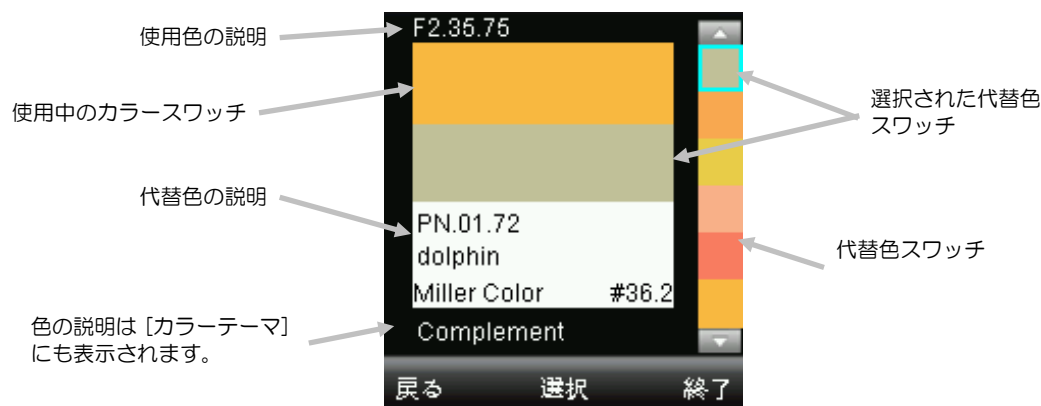 使用色の説明
F2.35.75
使用中のカラースワッチ
選択された代替色
スワッチ
代替色の説明
PN.01.72
dolphin
Miller Color #36.2
代替色スワッチ
色の説明は [カラーテーマ]
にも表示されます。
Complement
戻る 選択 終了